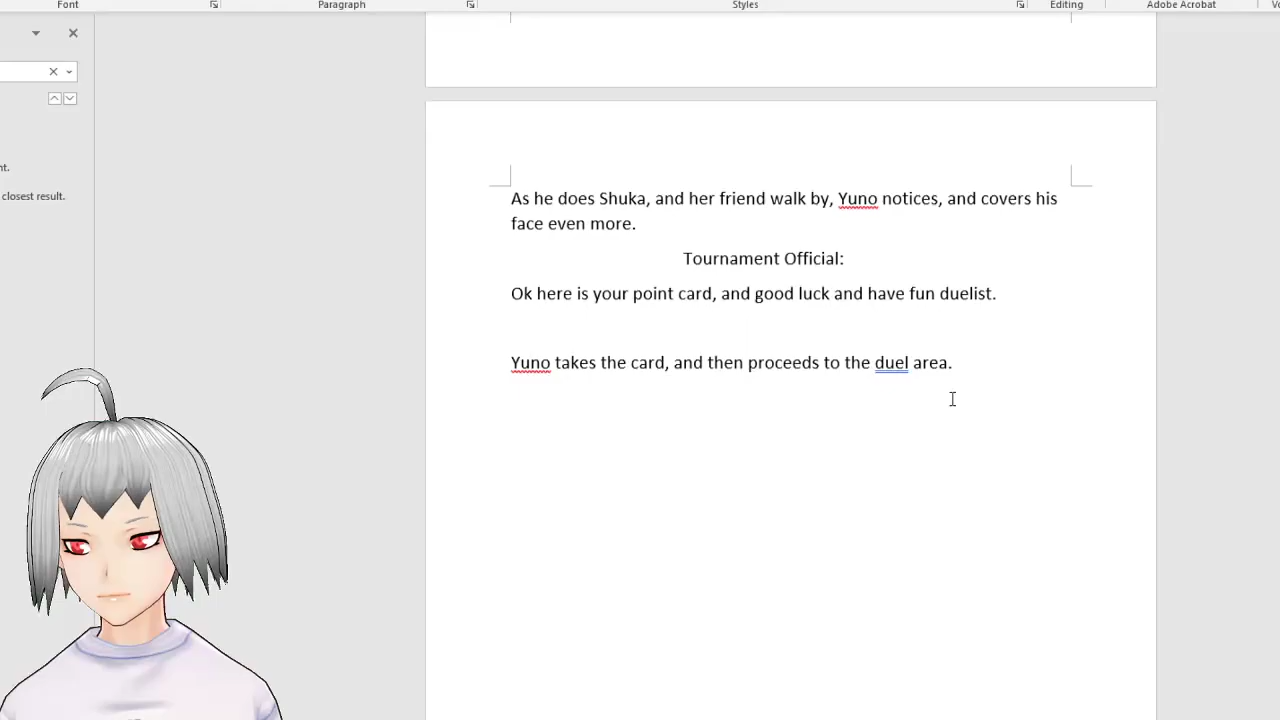 Font Paragraph Styles Editing Adobe Acrobat
nt.
closest result.
As he does Shuka, and her friend walk by, Yuno notices, and covers his
face even more.
Tournament Official:
Ok here is your point card, and good luck and have fun duelist.
Yuno takes the card, and then proceeds to the duel area.